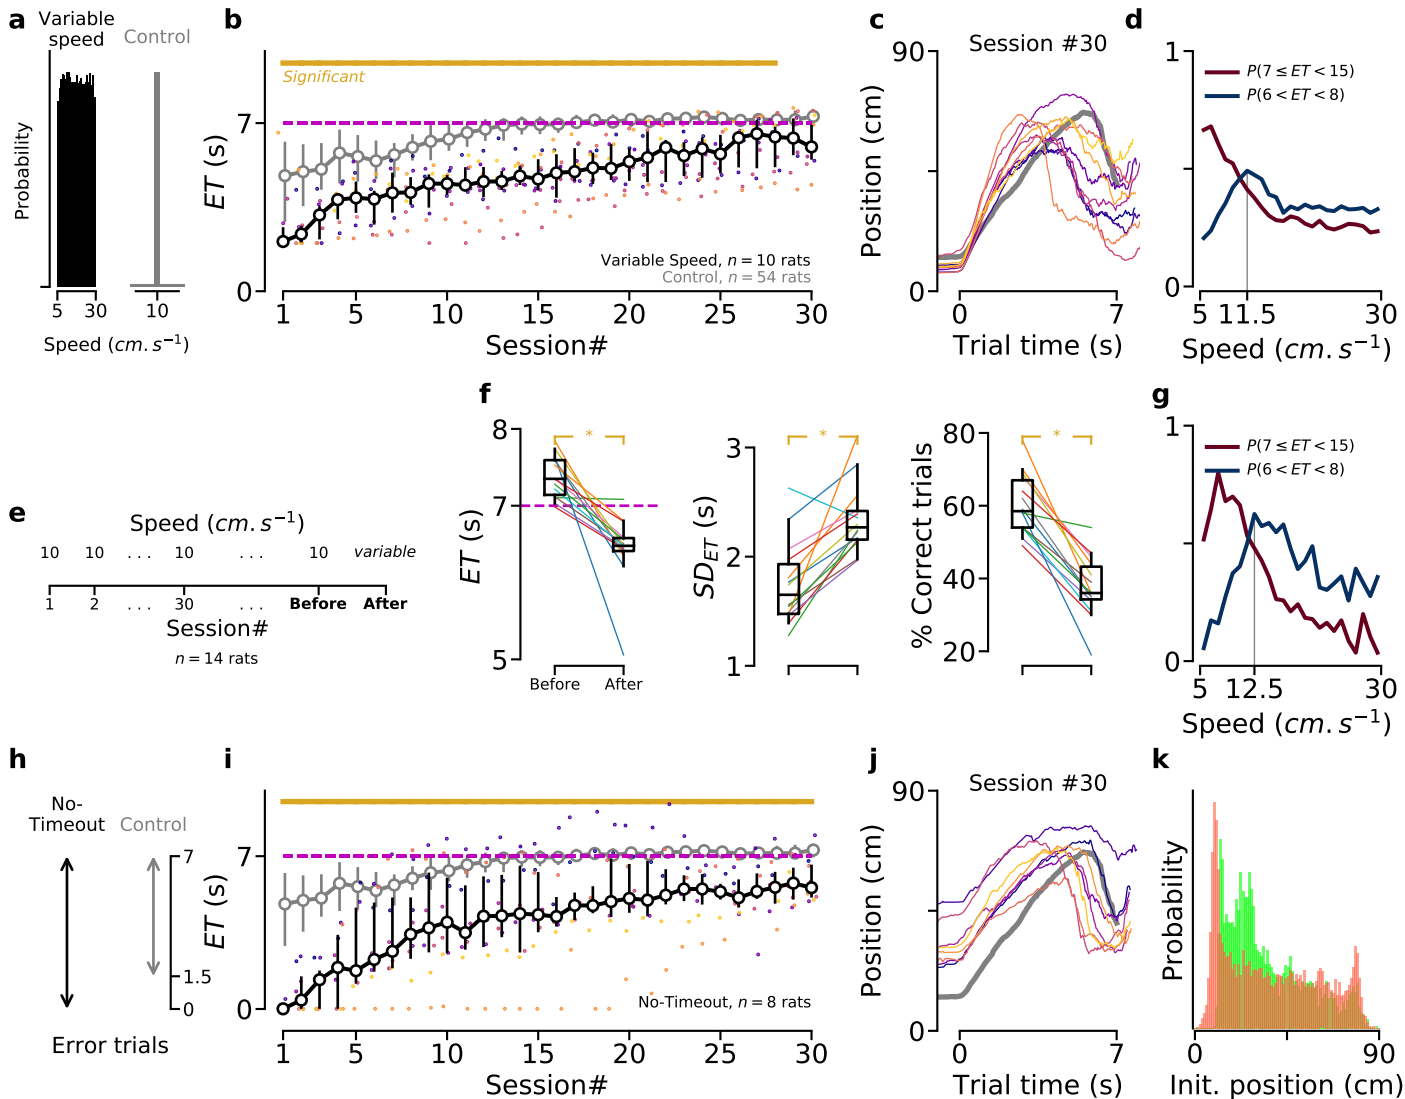 a
Variable
speed
Control
Probability
5
30
10
Speed (cm.s⁻¹)
b
Significant
ET (s)
7
0
Variable Speed, n = 10 rats
Control, n = 54 rats
1
5
10
15
20
25
30
Session#
c
Session #30
Position (cm)
90
0
0
7
Trial time (s)
d
1
0
P(7 ≤ ET < 15)
P(6 < ET < 8)
5
11.5
30
Speed (cm.s⁻¹)
e
Speed (cm.s⁻¹)
10
10
...
10
...
10
variable
1
2
...
30
...
Before
After
Session#
n = 14 rats
f
ET (s)
8
7
5
*
Before
After
SD_ET (s)
3
2
1
*
% Correct trials
80
60
40
20
*
g
1
0
P(7 ≤ ET < 15)
P(6 < ET < 8)
5
12.5
30
Speed (cm.s⁻¹)
h
No-
Timeout
Control
7
1.5
0
Error trials
i
ET (s)
7
0
No-Timeout, n = 8 rats
1
5
10
15
20
25
30
Session#
j
Session #30
Position (cm)
90
0
0
7
Trial time (s)
k
Probability
0
90
Init. position (cm)